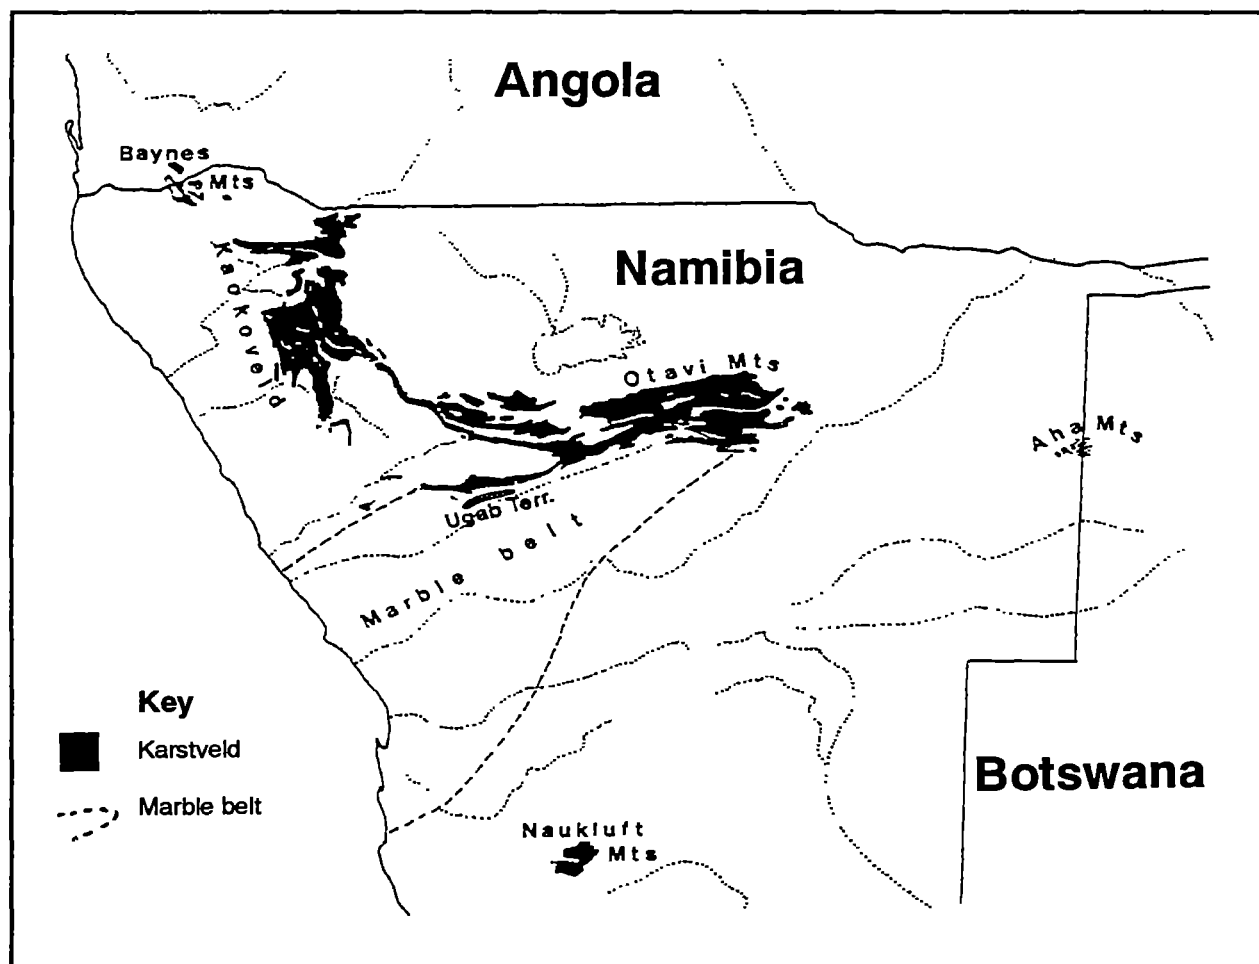 Angola
Baynes
Mts
Kaokoveld
Namibia
Otavi Mts
Aha Mts
Ugab Terr.
Marble belt
Key
Karstveld
Marble belt
Botswana
Naukluft
Mts